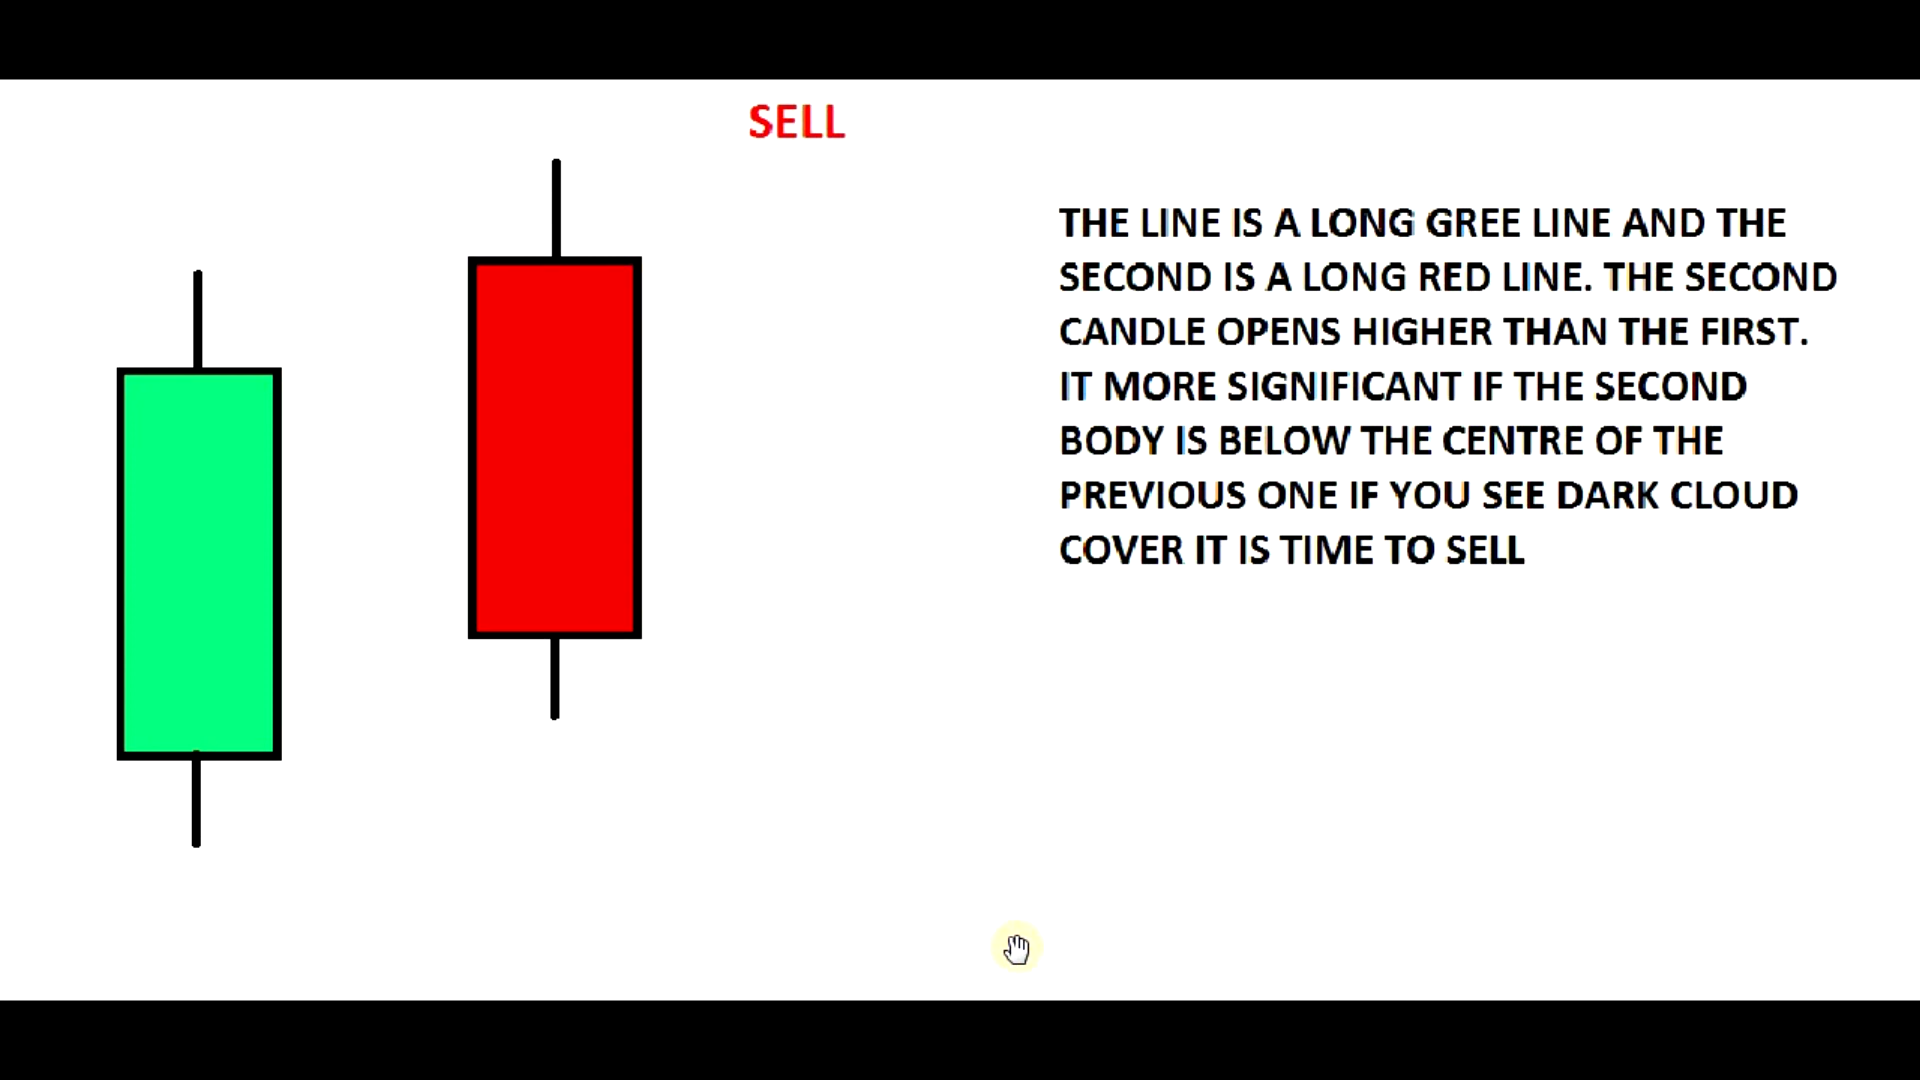 SELL
THE LINE IS A LONG GREE LINE AND THE
SECOND IS A LONG RED LINE. THE SECOND
CANDLE OPENS HIGHER THAN THE FIRST.
IT MORE SIGNIFICANT IF THE SECOND
BODY IS BELOW THE CENTRE OF THE
PREVIOUS ONE IF YOU SEE DARK CLOUD
COVER IT IS TIME TO SELL